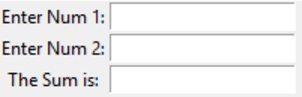 Enter Num 1:
Enter Num 2:
The Sum is: